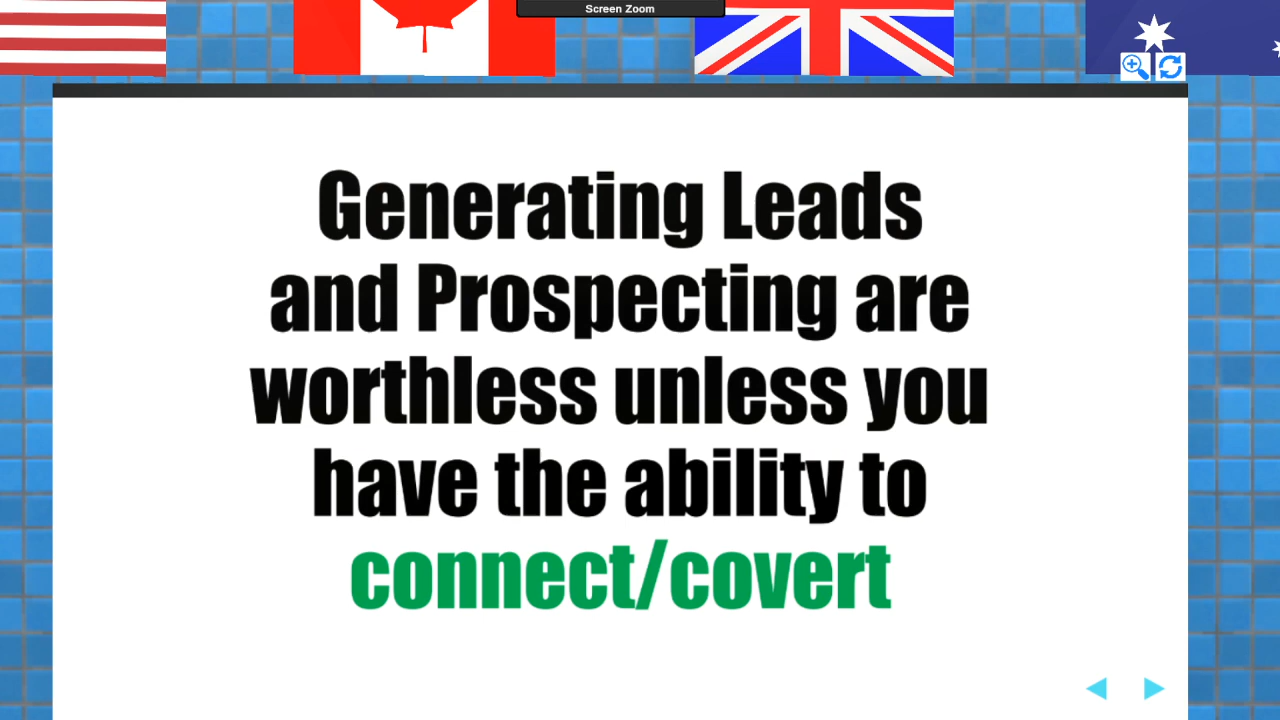 Screen Zoom
Generating Leads
and Prospecting are
worthless unless you
have the ability to
connect/covert